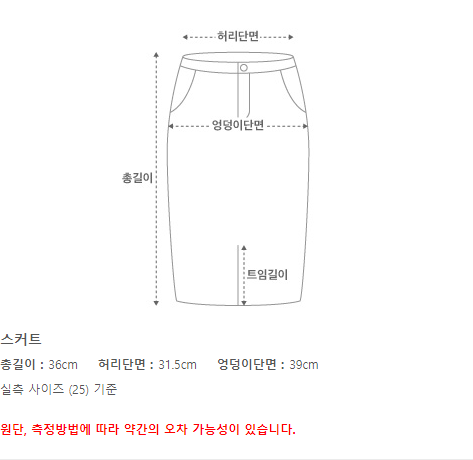 허리단면
엉덩이단면
총길이
트임길이
스커트
총길이 : 36cm 허리단면 : 31.5cm 엉덩이단면 : 39cm
실측 사이즈 (25) 기준
원단, 측정방법에 따라 약간의 오차 가능성이 있습니다.